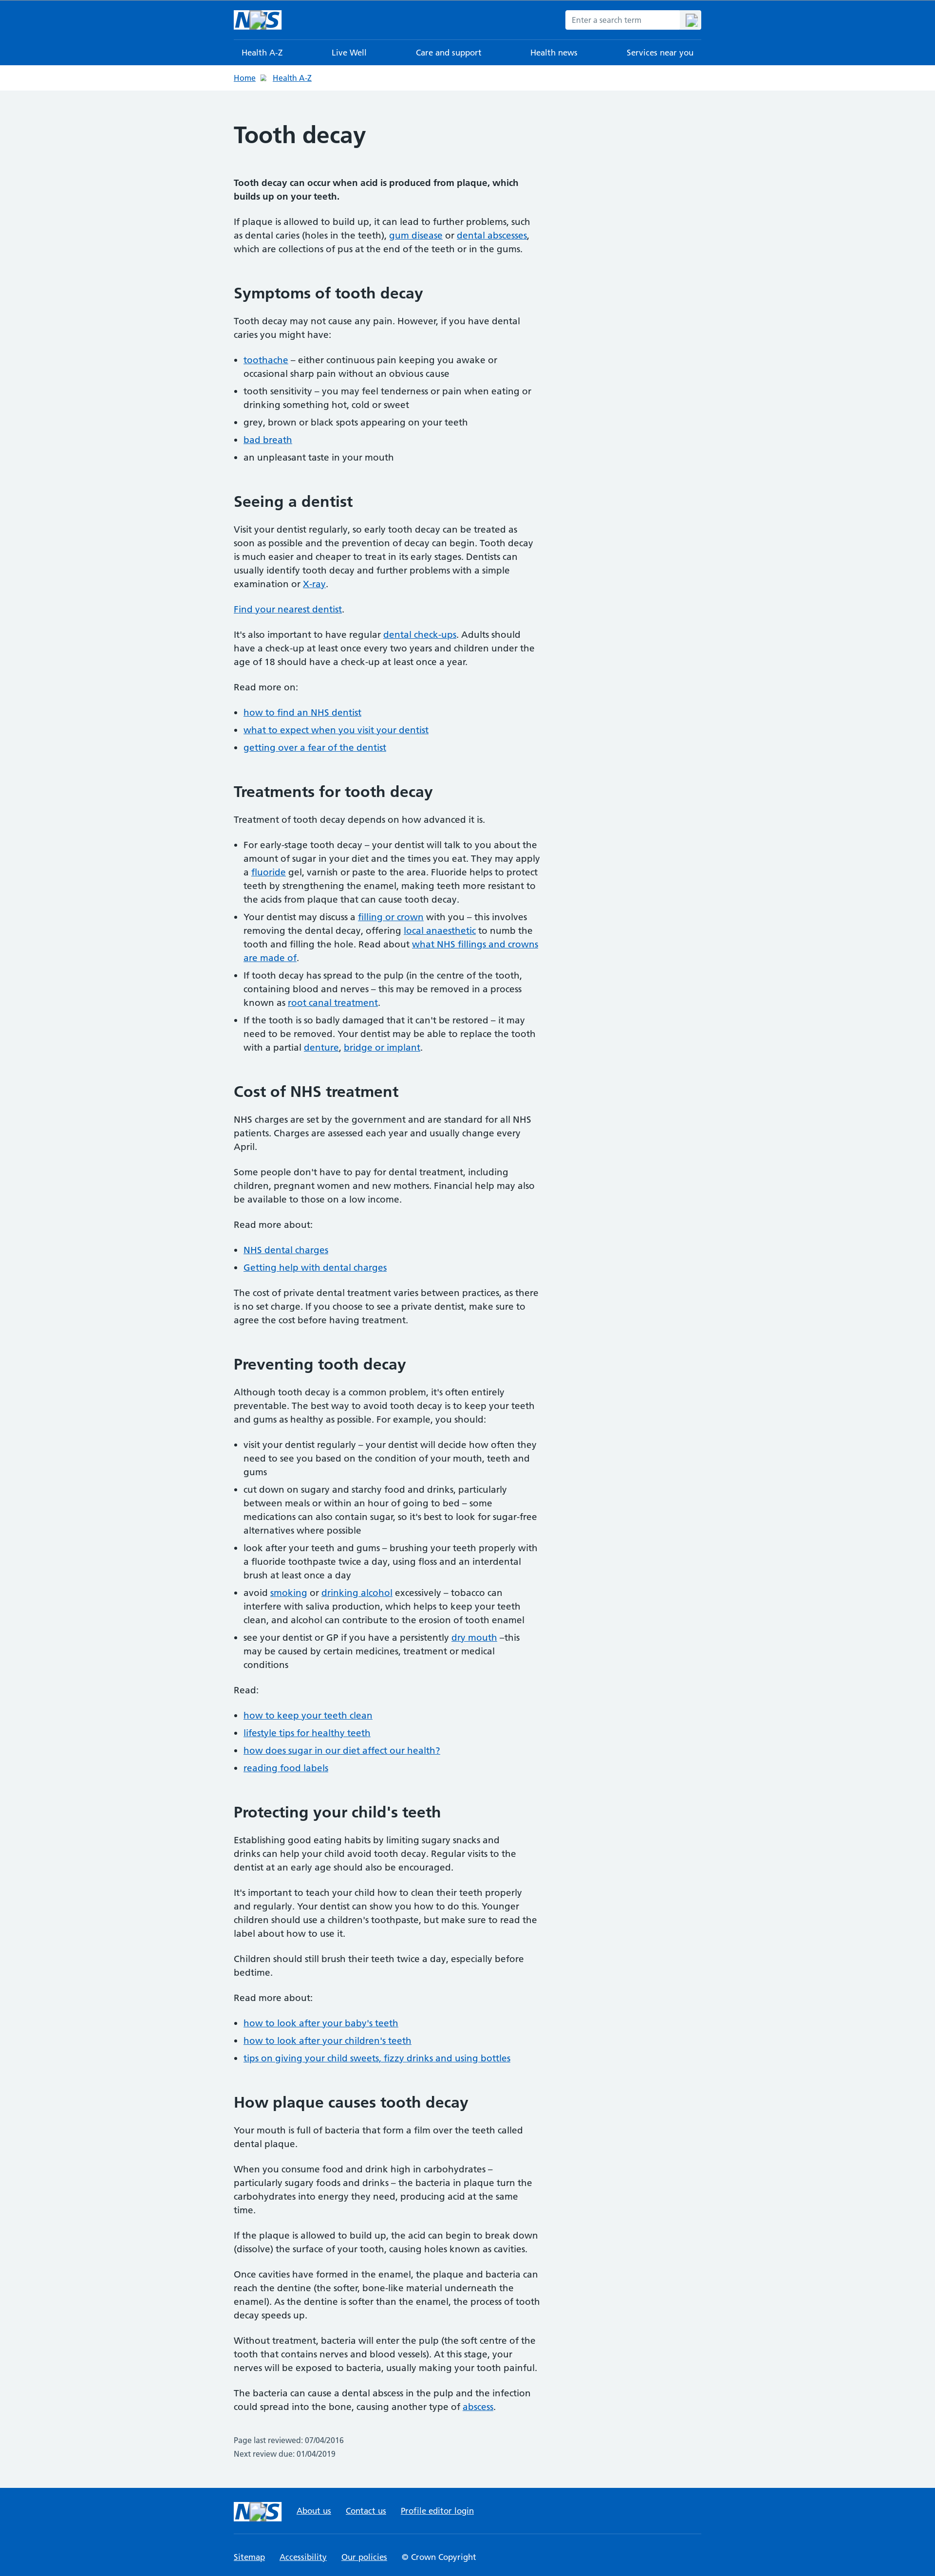 Enter a search term
Health A-Z
Live Well
Care and support
Health news
Services near you
Home
Health A-Z
Tooth decay
Tooth decay can occur when acid is produced from plaque, which
builds up on your teeth.
If plaque is allowed to build up, it can lead to further problems, such
as dental caries (holes in the teeth), gum disease or dental abscesses,
which are collections of pus at the end of the teeth or in the gums.
Symptoms of tooth decay
Tooth decay may not cause any pain. However, if you have dental
caries you might have:
• toothache – either continuous pain keeping you awake or
occasional sharp pain without an obvious cause
• tooth sensitivity – you may feel tenderness or pain when eating or
drinking something hot, cold or sweet
• grey, brown or black spots appearing on your teeth
• bad breath
• an unpleasant taste in your mouth
Seeing a dentist
Visit your dentist regularly, so early tooth decay can be treated as
soon as possible and the prevention of decay can begin. Tooth decay
is much easier and cheaper to treat in its early stages. Dentists can
usually identify tooth decay and further problems with a simple
examination or X-ray.
Find your nearest dentist.
It's also important to have regular dental check-ups. Adults should
have a check-up at least once every two years and children under the
age of 18 should have a check-up at least once a year.
Read more on:
• how to find an NHS dentist
• what to expect when you visit your dentist
• getting over a fear of the dentist
Treatments for tooth decay
Treatment of tooth decay depends on how advanced it is.
• For early-stage tooth decay – your dentist will talk to you about the
amount of sugar in your diet and the times you eat. They may apply
a fluoride gel, varnish or paste to the area. Fluoride helps to protect
teeth by strengthening the enamel, making teeth more resistant to
the acids from plaque that can cause tooth decay.
• Your dentist may discuss a filling or crown with you – this involves
removing the dental decay, offering local anaesthetic to numb the
tooth and filling the hole. Read about what NHS fillings and crowns
are made of.
• If tooth decay has spread to the pulp (in the centre of the tooth,
containing blood and nerves – this may be removed in a process
known as root canal treatment.
• If the tooth is so badly damaged that it can't be restored – it may
need to be removed. Your dentist may be able to replace the tooth
with a partial denture, bridge or implant.
Cost of NHS treatment
NHS charges are set by the government and are standard for all NHS
patients. Charges are assessed each year and usually change every
April.
Some people don't have to pay for dental treatment, including
children, pregnant women and new mothers. Financial help may also
be available to those on a low income.
Read more about:
• NHS dental charges
• Getting help with dental charges
The cost of private dental treatment varies between practices, as there
is no set charge. If you choose to see a private dentist, make sure to
agree the cost before having treatment.
Preventing tooth decay
Although tooth decay is a common problem, it's often entirely
preventable. The best way to avoid tooth decay is to keep your teeth
and gums as healthy as possible. For example, you should:
• visit your dentist regularly – your dentist will decide how often they
need to see you based on the condition of your mouth, teeth and
gums
• cut down on sugary and starchy food and drinks, particularly
between meals or within an hour of going to bed – some
medications can also contain sugar, so it's best to look for sugar-free
alternatives where possible
• look after your teeth and gums – brushing your teeth properly with
a fluoride toothpaste twice a day, using floss and an interdental
brush at least once a day
• avoid smoking or drinking alcohol excessively – tobacco can
interfere with saliva production, which helps to keep your teeth
clean, and alcohol can contribute to the erosion of tooth enamel
• see your dentist or GP if you have a persistently dry mouth –this
may be caused by certain medicines, treatment or medical
conditions
Read:
• how to keep your teeth clean
• lifestyle tips for healthy teeth
• how does sugar in our diet affect our health?
• reading food labels
Protecting your child's teeth
Establishing good eating habits by limiting sugary snacks and
drinks can help your child avoid tooth decay. Regular visits to the
dentist at an early age should also be encouraged.
It's important to teach your child how to clean their teeth properly
and regularly. Your dentist can show you how to do this. Younger
children should use a children's toothpaste, but make sure to read the
label about how to use it.
Children should still brush their teeth twice a day, especially before
bedtime.
Read more about:
• how to look after your baby's teeth
• how to look after your children's teeth
• tips on giving your child sweets, fizzy drinks and using bottles
How plaque causes tooth decay
Your mouth is full of bacteria that form a film over the teeth called
dental plaque.
When you consume food and drink high in carbohydrates –
particularly sugary foods and drinks – the bacteria in plaque turn the
carbohydrates into energy they need, producing acid at the same
time.
If the plaque is allowed to build up, the acid can begin to break down
(dissolve) the surface of your tooth, causing holes known as cavities.
Once cavities have formed in the enamel, the plaque and bacteria can
reach the dentine (the softer, bone-like material underneath the
enamel). As the dentine is softer than the enamel, the process of tooth
decay speeds up.
Without treatment, bacteria will enter the pulp (the soft centre of the
tooth that contains nerves and blood vessels). At this stage, your
nerves will be exposed to bacteria, usually making your tooth painful.
The bacteria can cause a dental abscess in the pulp and the infection
could spread into the bone, causing another type of abscess.
Page last reviewed: 07/04/2016
Next review due: 01/04/2019
About us
Contact us
Profile editor login
Sitemap
Accessibility
Our policies
© Crown Copyright